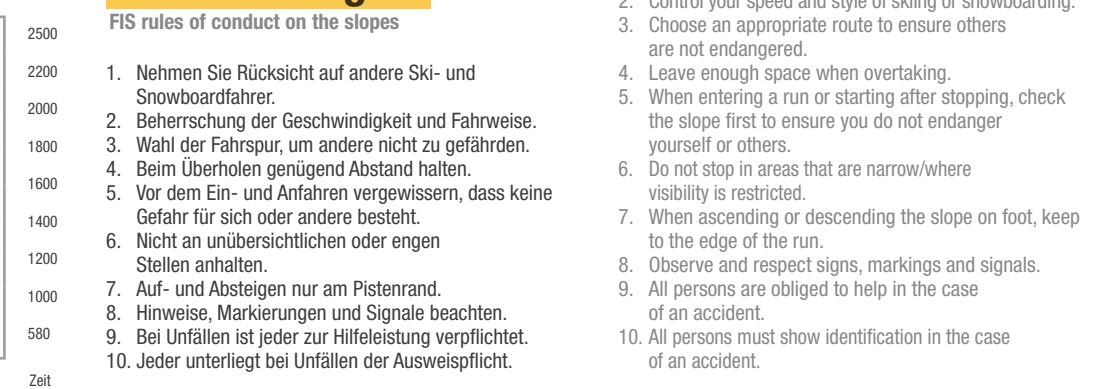 2500
2200
2000
1800
1600
1400
1200
1000
580
Zeit
FIS rules of conduct on the slopes
1. Nehmen Sie Rücksicht auf andere Ski- und
Snowboardfahrer.
2. Beherrschung der Geschwindigkeit und Fahrweise.
3. Wahl der Fahrspur, um andere nicht zu gefährden.
4. Beim Überholen genügend Abstand halten.
5. Vor dem Ein- und Anfahren vergewissern, dass keine
Gefahr für sich oder andere besteht.
6. Nicht an unübersichtlichen oder engen
Stellen anhalten.
7. Auf- und Absteigen nur am Pistenrand.
8. Hinweise, Markierungen und Signale beachten.
9. Bei Unfällen ist jeder zur Hilfeleistung verpflichtet.
10. Jeder unterliegt bei Unfällen der Ausweispflicht.
2. Control your speed and style of skiing or snowboarding.
3. Choose an appropriate route to ensure others
are not endangered.
4. Leave enough space when overtaking.
5. When entering a run or starting after stopping, check
the slope first to ensure you do not endanger
yourself or others.
6. Do not stop in areas that are narrow/where
visibility is restricted.
7. When ascending or descending the slope on foot, keep
to the edge of the run.
8. Observe and respect signs, markings and signals.
9. All persons are obliged to help in the case
of an accident.
10. All persons must show identification in the case
of an accident.